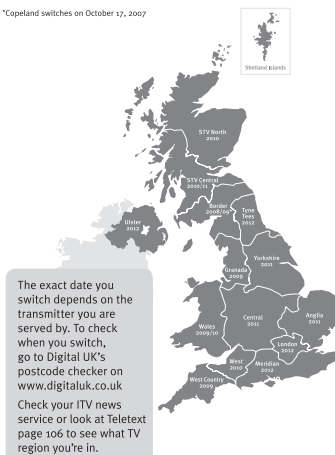 *Copeland switches on October 17, 2007
Shetland Islands
STV North
2010
STV Central
2010/11
Border
2008/09
Tyne
Tees
2012
Ulster
2012
Granada
2009
Yorkshire
2011
Wales
2009/10
Central
2011
Anglia
2011
London
2012
West
2010
Meridian
2012
West Country
2009
The exact date you
switch depends on the
transmitter you are
served by. To check
when you switch,
go to Digital UK’s
postcode checker on
www.digitaluk.co.uk
Check your ITV news
service or look at Teletext
page 106 to see what TV
region you’re in.